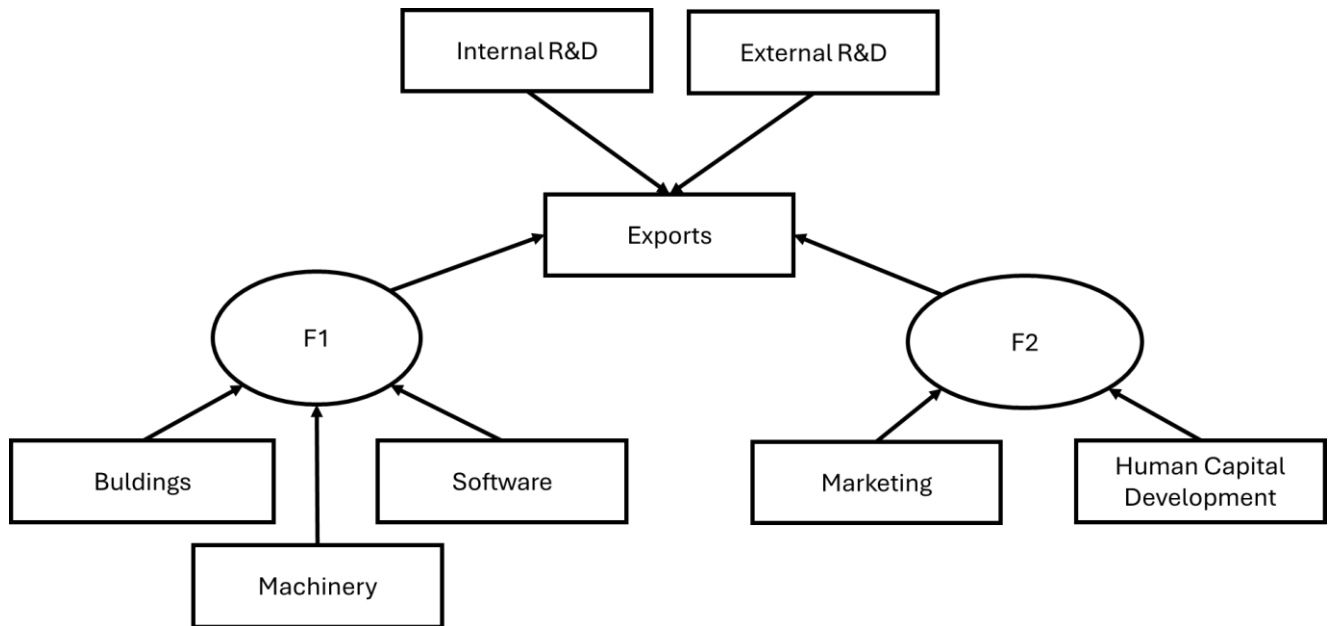 Internal R&D
External R&D
Exports
F1
F2
Buldings
Software
Marketing
Human Capital
Development
Machinery